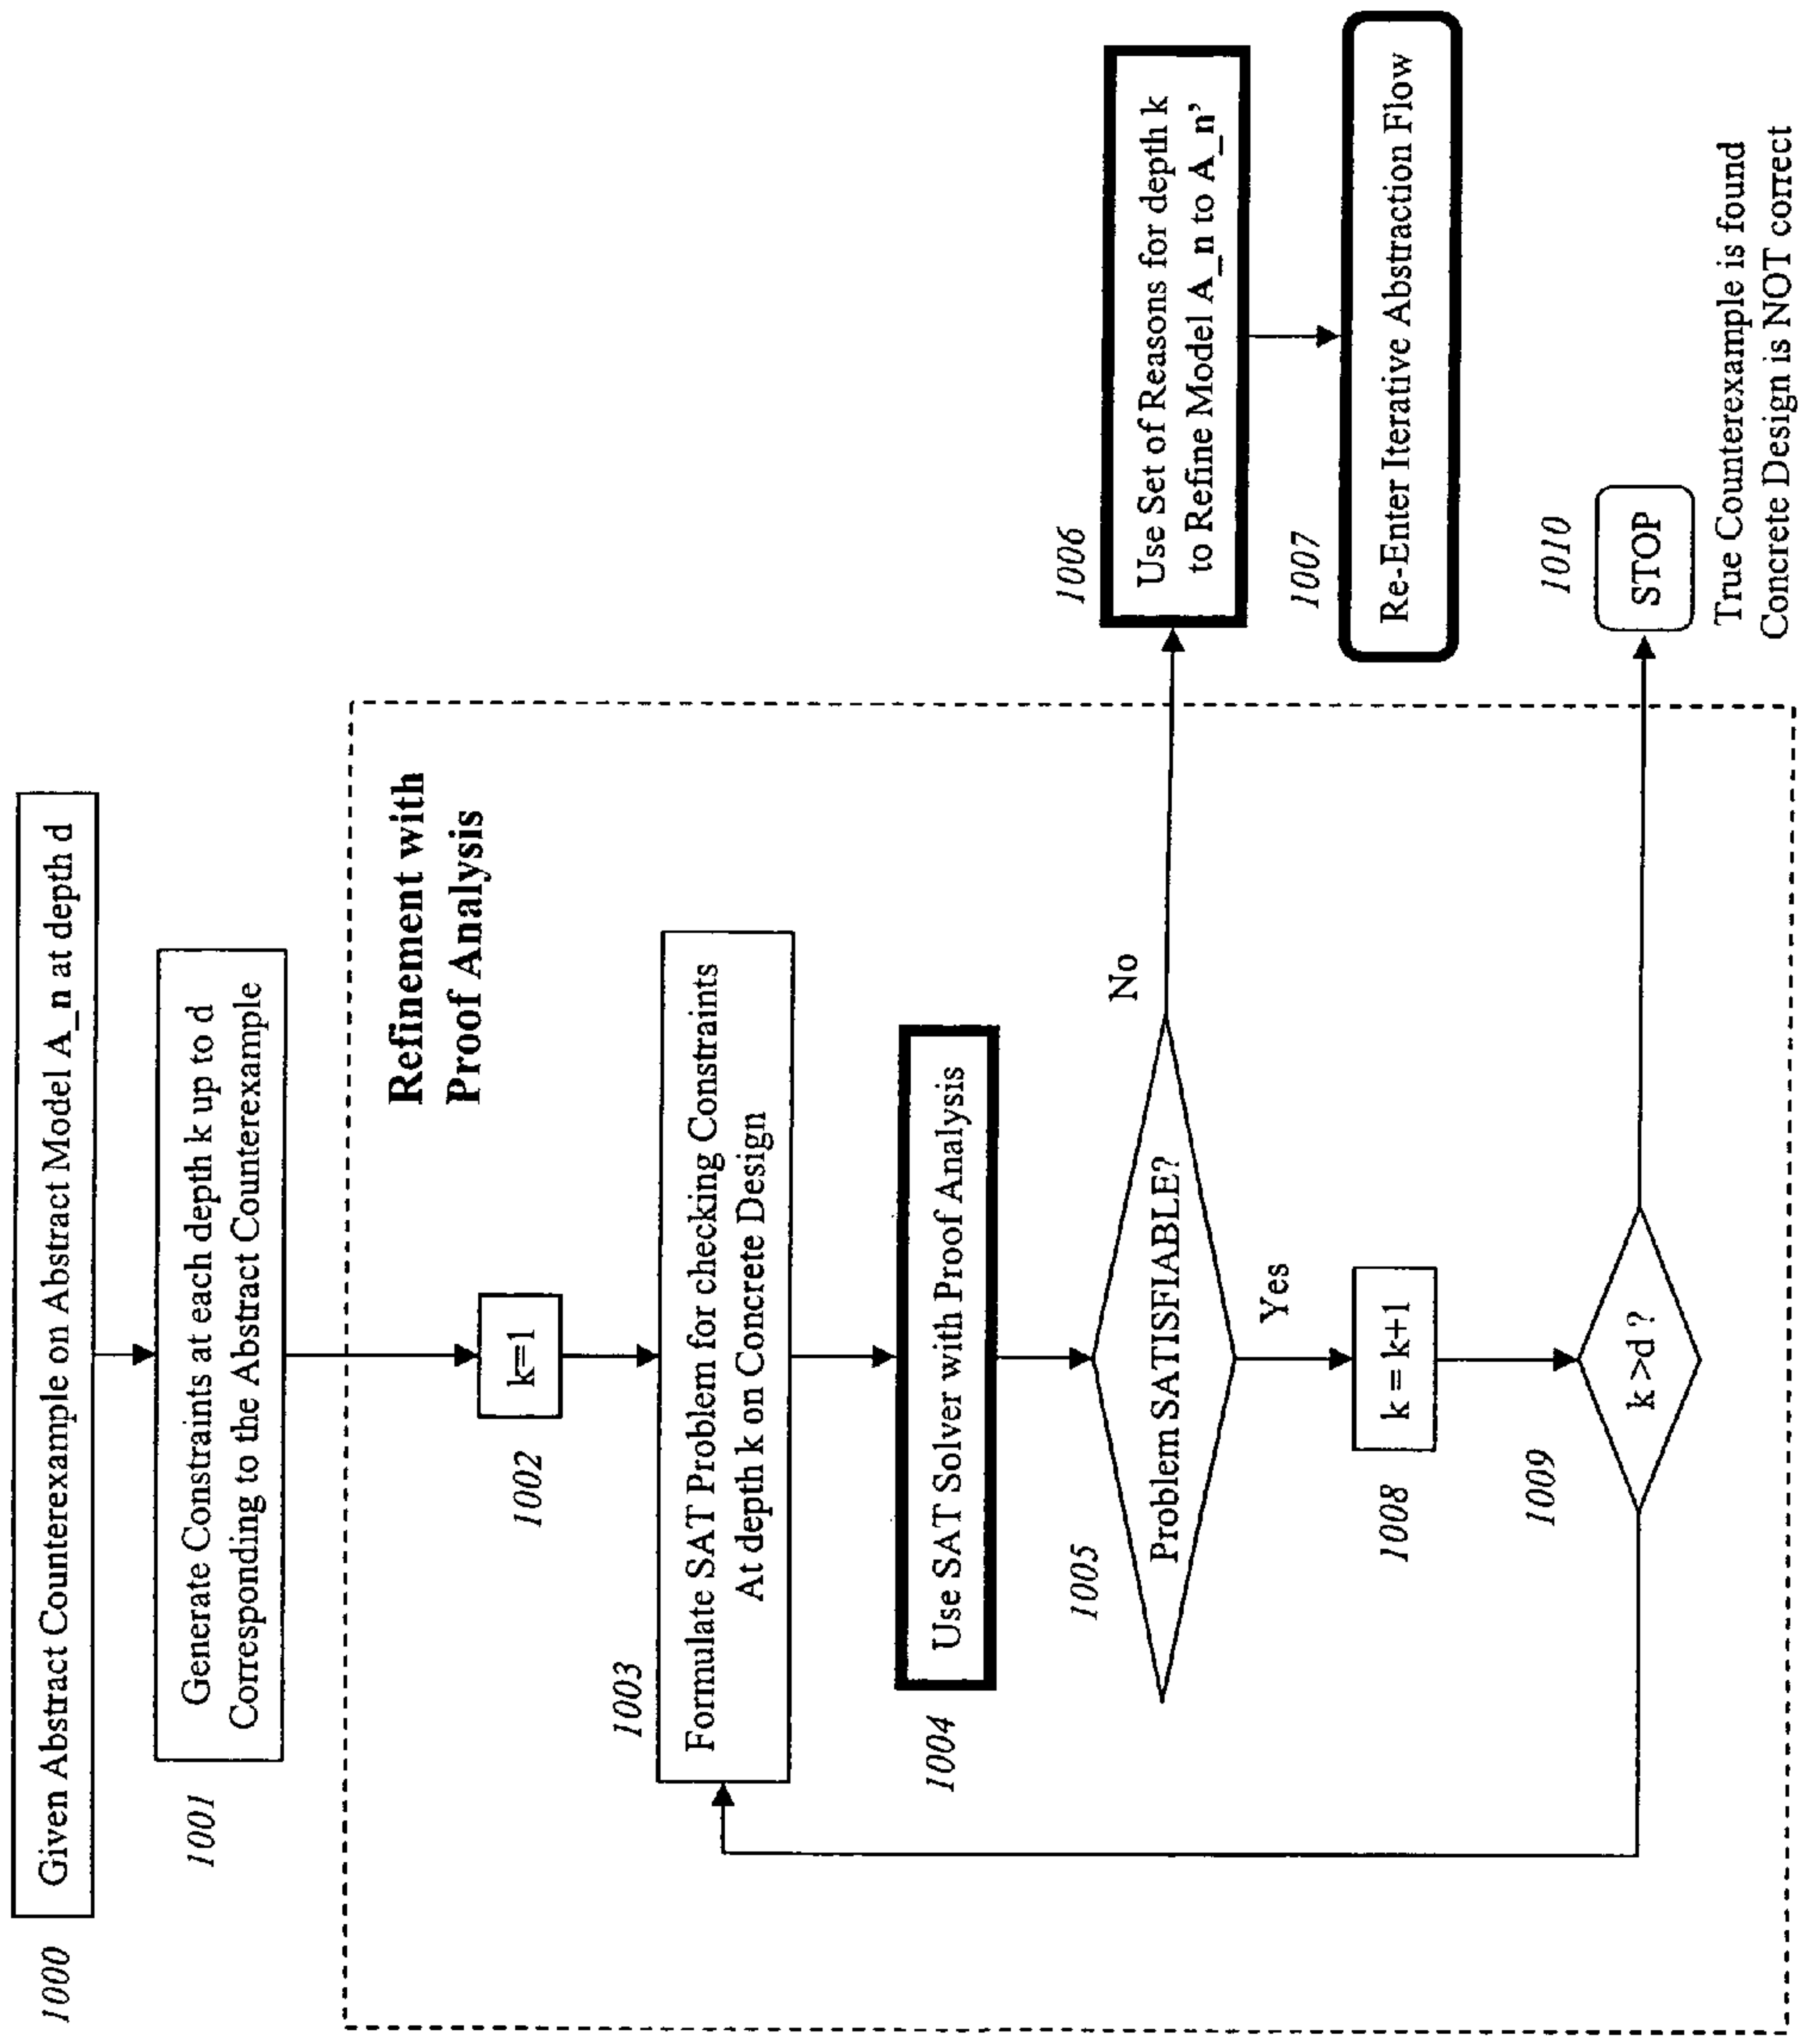 1000
Given Abstract Counterexample on Abstract Model A_n at depth d
1001
Generate Constraints at each depth k up to d
Corresponding to the Abstract Counterexample
Refinement with
Proof Analysis
1002
k=1
1003
Formulate SAT Problem for checking Constraints
At depth k on Concrete Design
1004
Use SAT Solver with Proof Analysis
1005
Problem SATISFIABLE?
No
Yes
1006
Use Set of Reasons for depth k
to Refine Model A_n to A_n'
1007
Re-Enter Iterative Abstraction Flow
1008
k = k+1
1009
k >d ?
1010
STOP
True Counterexample is found
Concrete Design is NOT correct